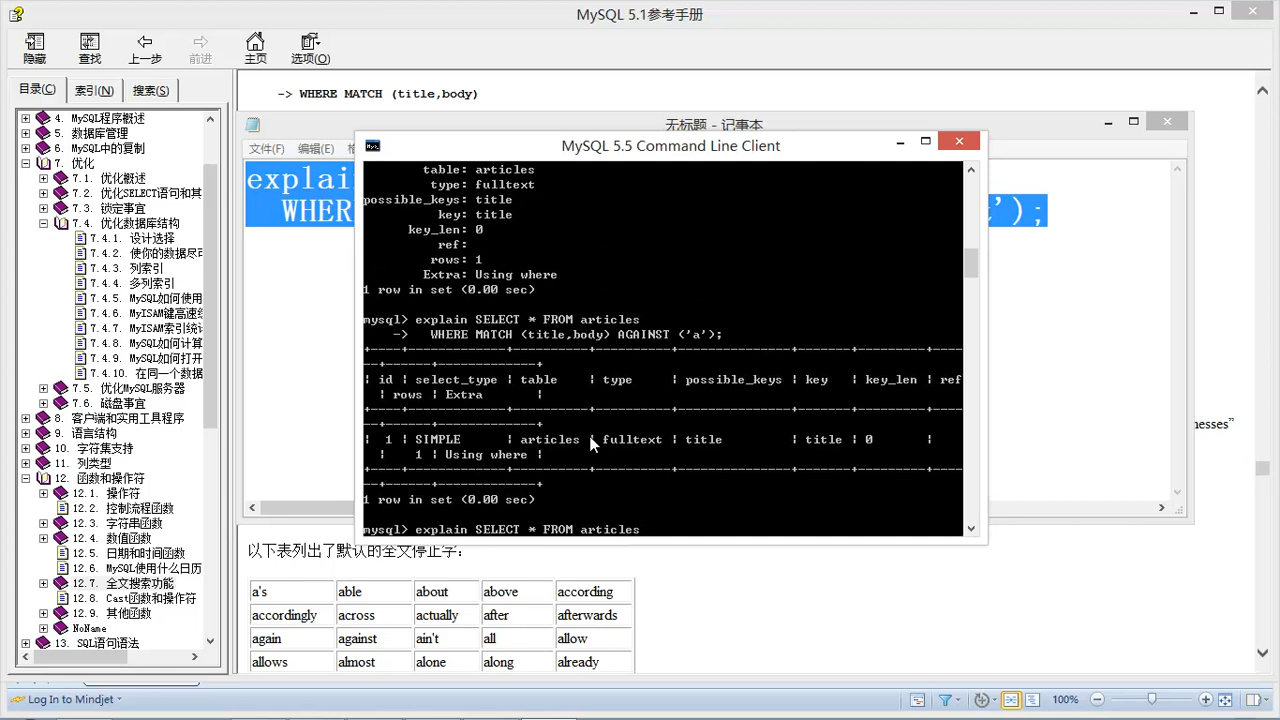 MySQL 5.1参考手册
隐藏 查找 上一步 前进 主页 选项(O)
目录(C) 索引(N) 搜索(S)
4. MySQL程序概述
5. 数据库管理
6. MySQL中的复制
7. 优化
7.1. 优化概述
7.2. 优化SELECT语句和其
7.3. 锁定事宜
7.4. 优化数据库结构
7.4.1. 设计选择
7.4.2. 使你的数据尽可
7.4.3. 列索引
7.4.4. 多列索引
7.4.5. MySQL如何使用
7.4.6. MyISAM键高速缓
7.4.7. MyISAM索引统计
7.4.8. MySQL如何计算
7.4.9. MySQL如何打开
7.4.10. 在同一个数据
7.5. 优化MySQL服务器
7.6. 磁盘事宜
8. 客户端和实用工具程序
9. 语言结构
10. 字符集支持
11. 列类型
12. 函数和操作符
12.1. 操作符
12.2. 控制流程函数
12.3. 字符串函数
12.4. 数值函数
12.5. 日期和时间函数
12.6. MySQL使用什么日历
12.7. 全文搜索功能
12.8. Cast函数和操作符
12.9. 其他函数
NoName
13. SQL语句语法
-> WHERE MATCH (title,body)
无标题 - 记事本
文件(F) 编辑(E)
explai
WHER
t');
nesses”
MySQL 5.5 Command Line Client
table: articles
type: fulltext
possible_keys: title
key: title
key_len: 0
ref:
rows: 1
Extra: Using where
1 row in set (0.00 sec)
mysql> explain SELECT * FROM articles
-> WHERE MATCH (title,body) AGAINST ('a');
| id | select_type | table | type | possible_keys | key | key_len | ref
| rows | Extra |
| 1 | SIMPLE | articles | fulltext | title | title | 0 |
| 1 | Using where |
1 row in set (0.00 sec)
mysql> explain SELECT * FROM articles
以下表列出了默认的全文停止字：
a's able about above according
accordingly across actually after afterwards
again against ain't all allow
allows almost alone along already
Log In to Mindjet
100%